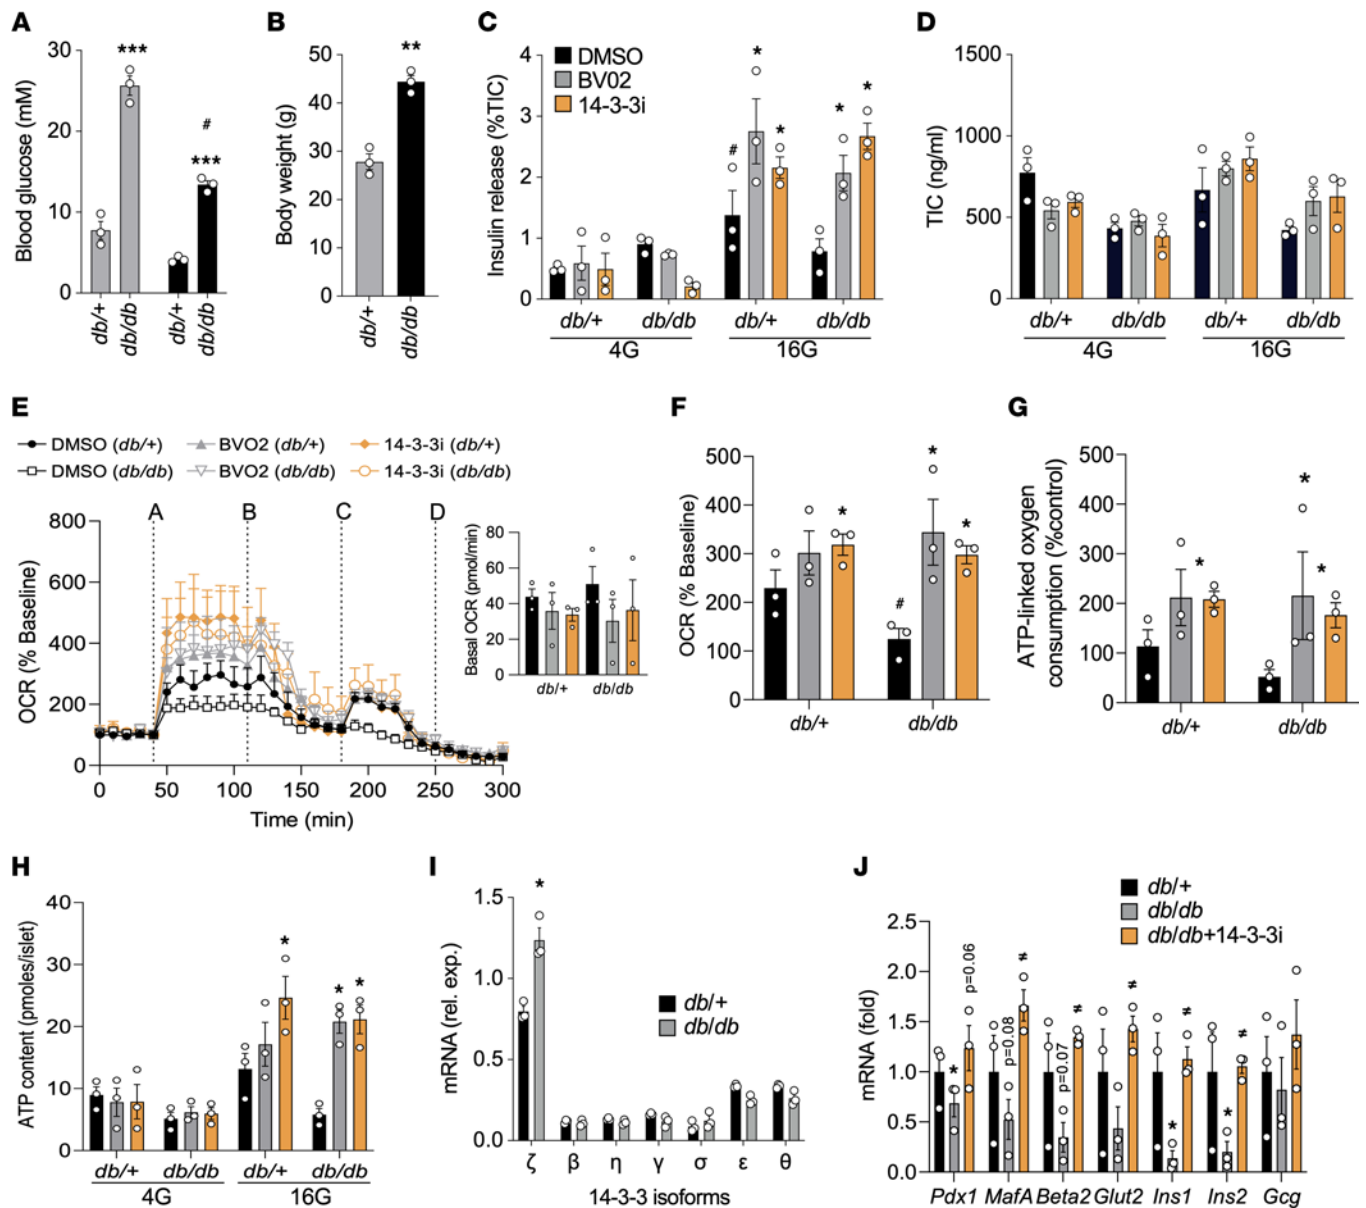 A
Blood glucose (mM)
30
20
10
0
***
#
***
db/+
db/db
db/+
db/db
B
Body weight (g)
50
40
30
20
10
0
**
db/+
db/db
C
Insulin release (%TIC)
4
3
2
1
0
DMSO
BV02
14-3-3i
#
*
*
*
*
db/+
db/db
db/+
db/db
4G
16G
D
TIC (ng/ml)
1500
1000
500
0
db/+
db/db
db/+
db/db
4G
16G
E
DMSO (db/+)
BVO2 (db/+)
14-3-3i (db/+)
DMSO (db/db)
BVO2 (db/db)
14-3-3i (db/db)
OCR (% Baseline)
800
600
400
200
0
A
B
C
D
0
50
100
150
200
250
300
Time (min)
Basal OCR (pmol/min)
80
60
40
20
0
db/+
db/db
F
OCR (% Baseline)
500
400
300
200
100
0
*
#
*
*
db/+
db/db
G
ATP-linked oxygen
consumption (%control)
500
400
300
200
100
0
*
*
*
db/+
db/db
H
ATP content (pmoles/islet)
40
30
20
10
0
*
*
*
db/+
db/db
db/+
db/db
4G
16G
I
mRNA (rel. exp.)
1.5
1.0
0.5
0.0
*
db/+
db/db
ζ
β
η
γ
σ
ε
θ
14-3-3 isoforms
J
db/+
db/db
db/db+14-3-3i
mRNA (fold)
2.5
2.0
1.5
1.0
0.5
0.0
*
p=0.06
p=0.08
≠
p=0.07
≠
≠
*
≠
*
≠
Pdx1
MafA
Beta2
Glut2
Ins1
Ins2
Gcg